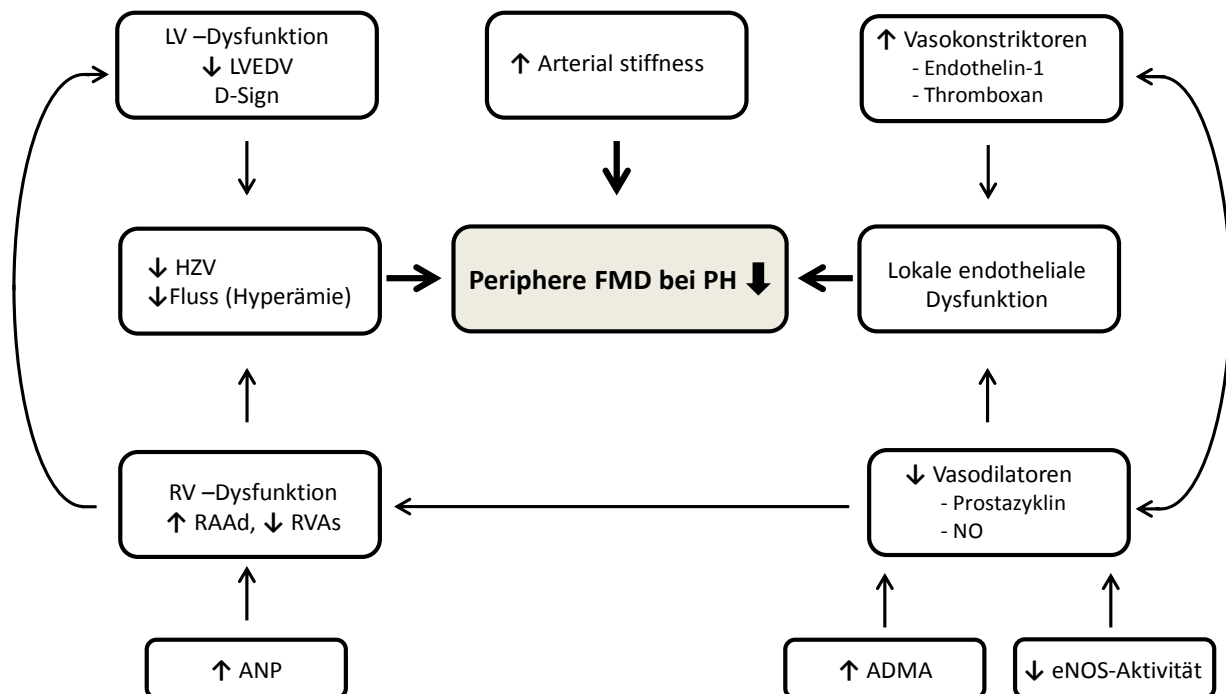 LV –Dysfunktion
↓ LVEDV
D-Sign
↑ Arterial stiffness
↑ Vasokonstriktoren
- Endothelin-1
- Thromboxan
↓ HZV
↓Fluss (Hyperämie)
Periphere FMD bei PH ↓
Lokale endotheliale
Dysfunktion
RV –Dysfunktion
↑ RAAd, ↓ RVAs
↓ Vasodilatoren
- Prostazyklin
- NO
↑ ANP
↑ ADMA
↓ eNOS-Aktivität